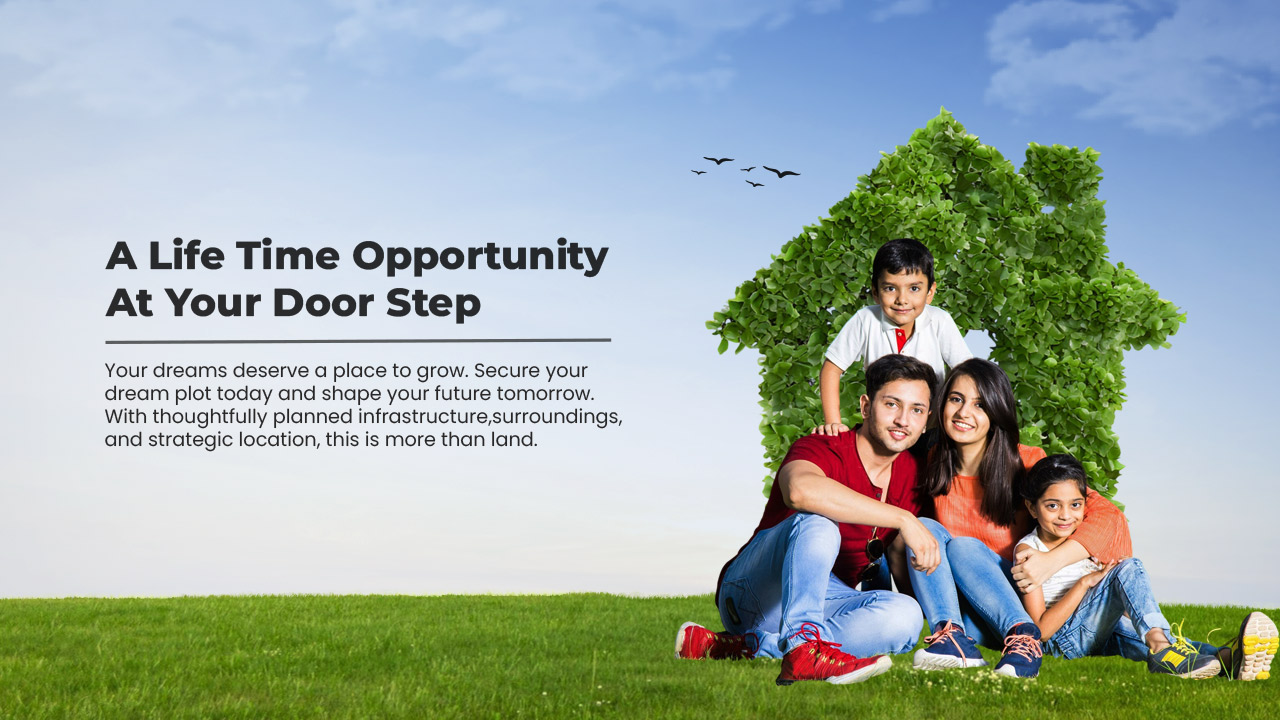 A Life Time Opportunity
At Your Door Step
Your dreams deserve a place to grow. Secure your
dream plot today and shape your future tomorrow.
With thoughtfully planned infrastructure,surroundings,
and strategic location, this is more than land.